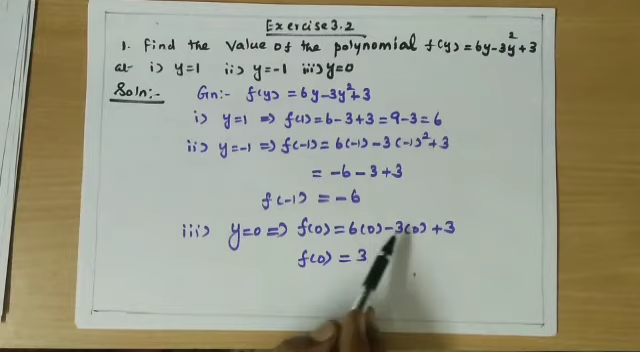 Exercise 3.2
1. Find the value of the polynomial f(y) = 6y-3y²+3
at i) y=1 ii) y=-1 iii) y=0
Soln:- Gn:- f(y) = 6y-3y²+3
i) y=1 ⇒ f(1) = 6-3+3 = 9-3 = 6
ii) y=-1 ⇒ f(-1) = 6(-1)-3(-1)²+3
= -6-3+3
f(-1) = -6
iii) y=0 ⇒ f(0) = 6(0)-3(0)+3
f(0) = 3